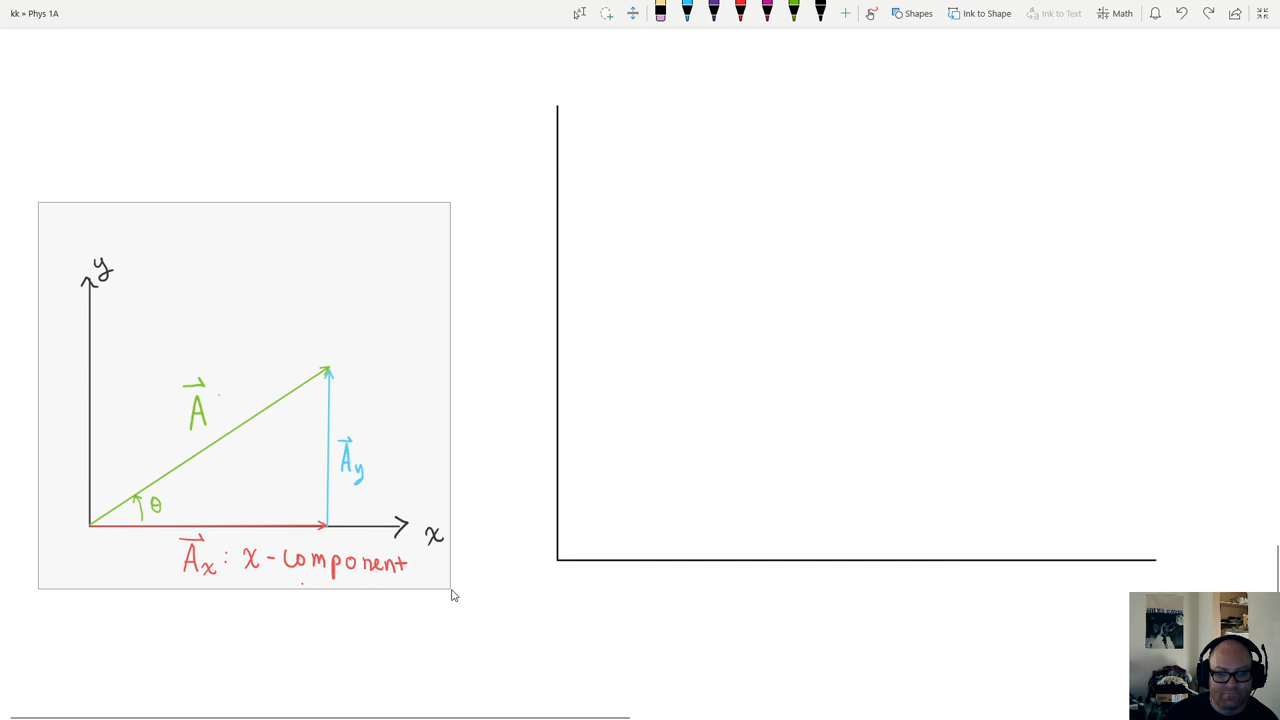 kk » Phys 1A
Shapes
Ink to Shape
Ink to Text
Math
y
A⃗
A⃗y
θ
x
A⃗x : x - component